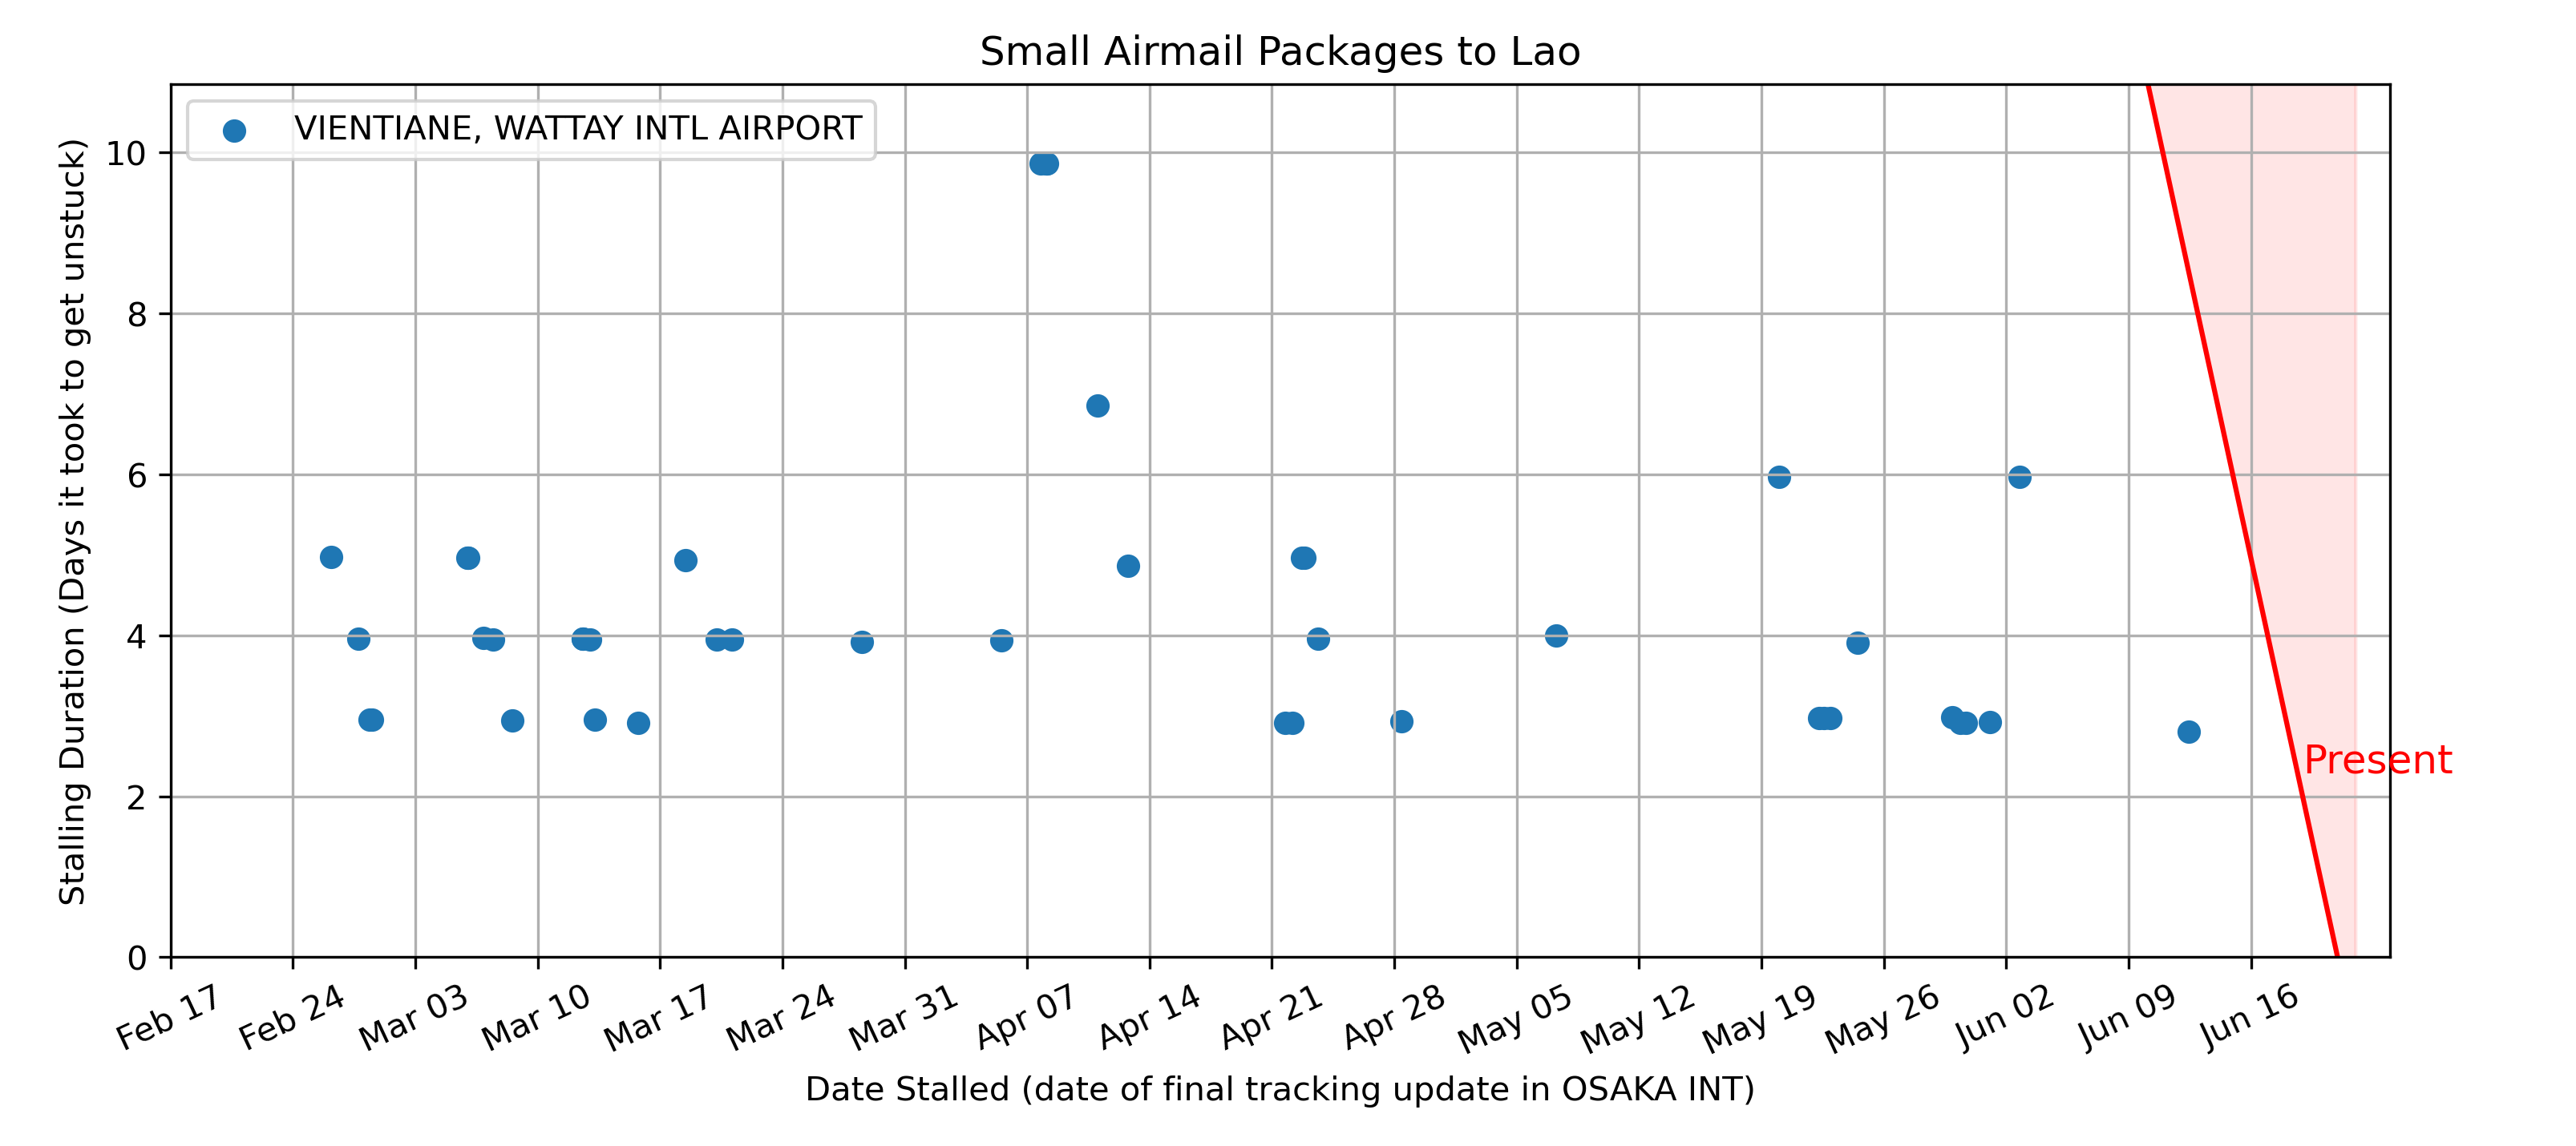 Small Airmail Packages to Lao
VIENTIANE, WATTAY INTL AIRPORT
Stalling Duration (Days it took to get unstuck)
10
8
6
4
2
0
Present
Feb 17
Feb 24
Mar 03
Mar 10
Mar 17
Mar 24
Mar 31
Apr 07
Apr 14
Apr 21
Apr 28
May 05
May 12
May 19
May 26
Jun 02
Jun 09
Jun 16
Date Stalled (date of final tracking update in OSAKA INT)